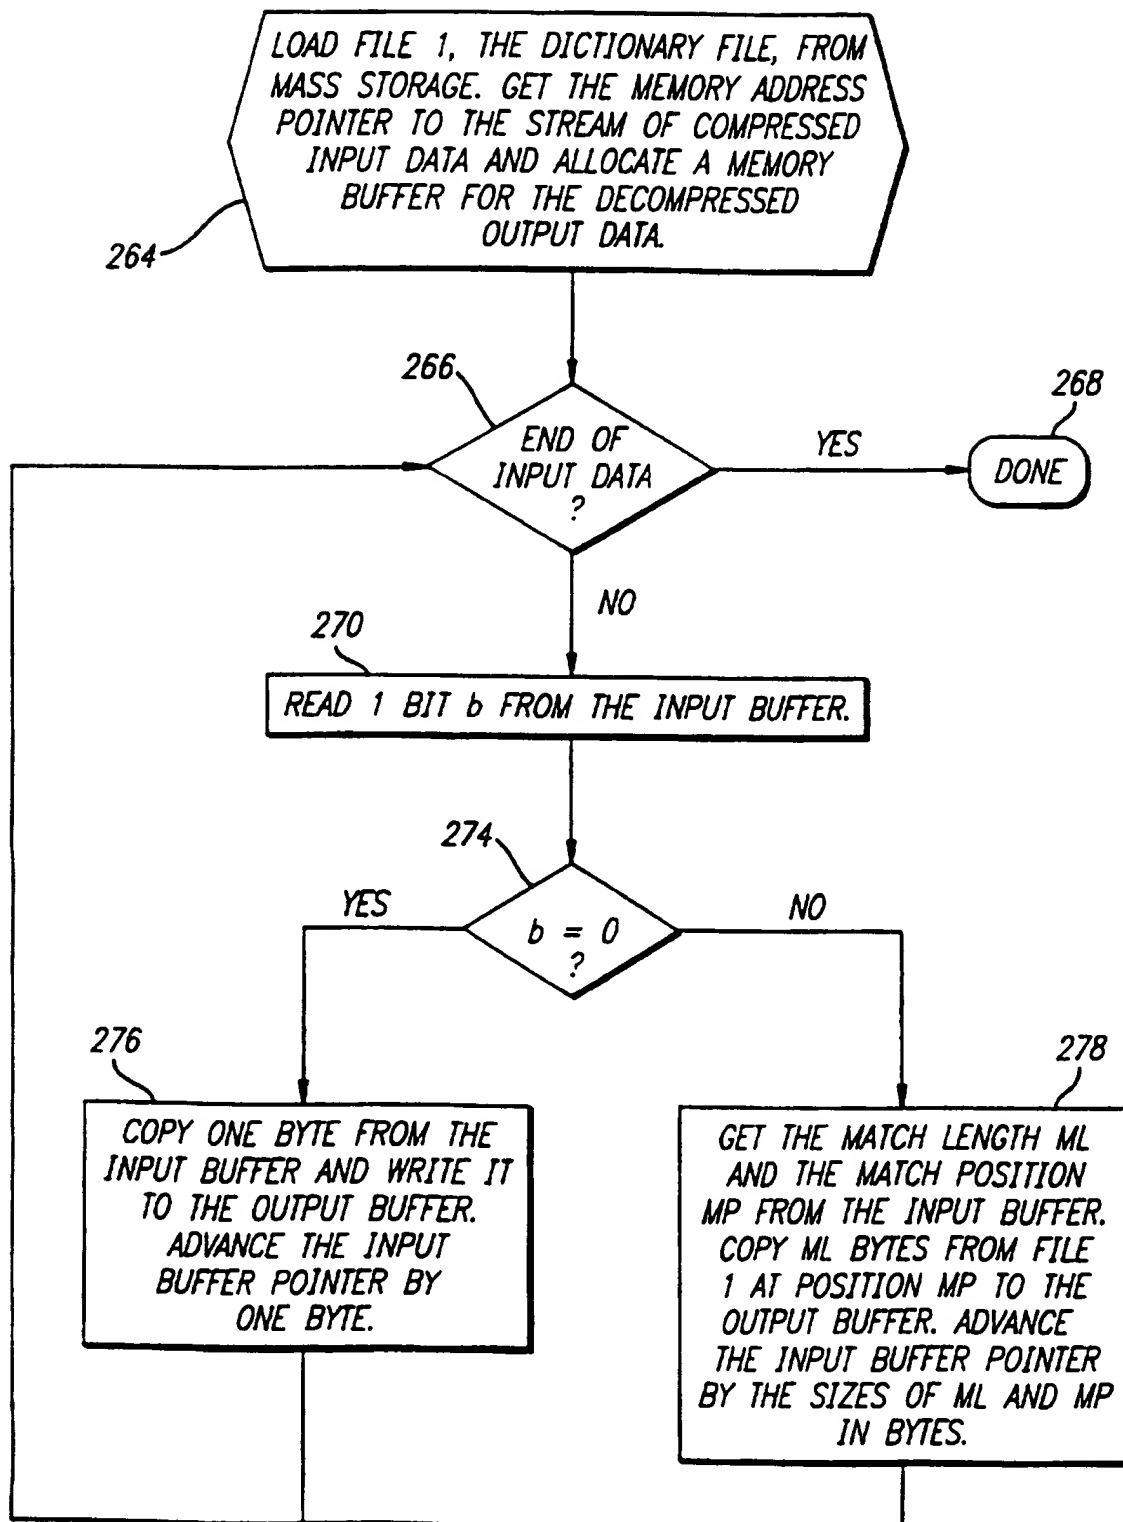 LOAD FILE 1, THE DICTIONARY FILE, FROM
MASS STORAGE. GET THE MEMORY ADDRESS
POINTER TO THE STREAM OF COMPRESSED
INPUT DATA AND ALLOCATE A MEMORY
BUFFER FOR THE DECOMPRESSED
OUTPUT DATA.
264
266
END OF
INPUT DATA
?
YES
268
DONE
NO
270
READ 1 BIT b FROM THE INPUT BUFFER.
274
b = 0
?
YES
NO
276
COPY ONE BYTE FROM THE
INPUT BUFFER AND WRITE IT
TO THE OUTPUT BUFFER.
ADVANCE THE INPUT
BUFFER POINTER BY
ONE BYTE.
278
GET THE MATCH LENGTH ML
AND THE MATCH POSITION
MP FROM THE INPUT BUFFER.
COPY ML BYTES FROM FILE
1 AT POSITION MP TO THE
OUTPUT BUFFER. ADVANCE
THE INPUT BUFFER POINTER
BY THE SIZES OF ML AND MP
IN BYTES.